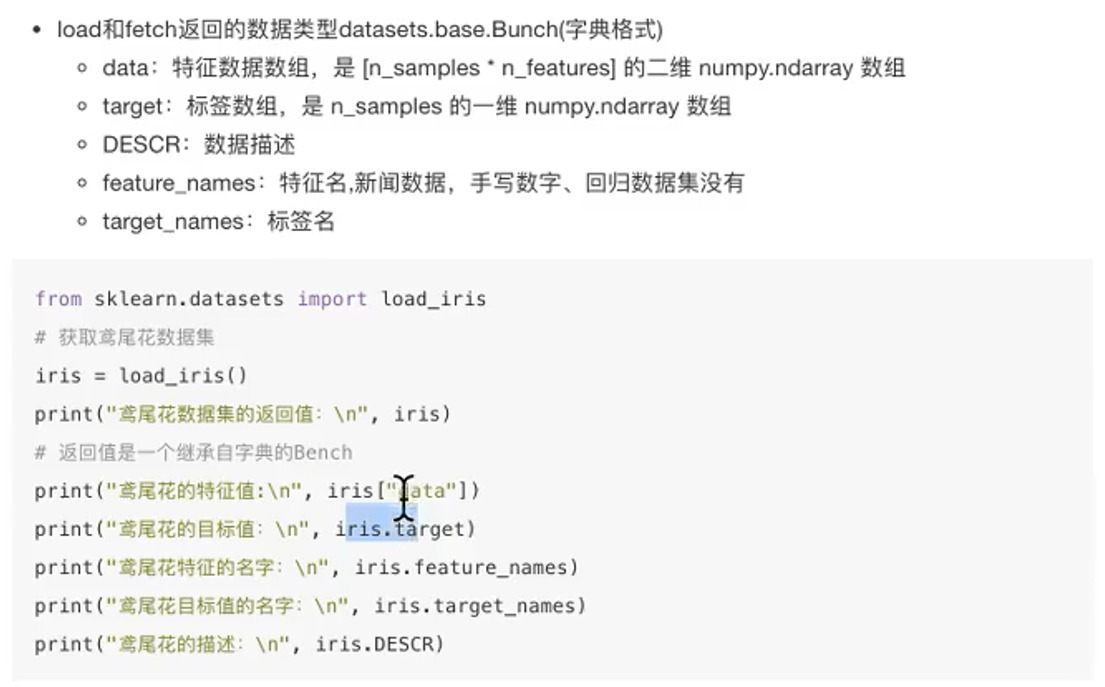 load和fetch返回的数据类型datasets.base.Bunch(字典格式)
data：特征数据数组，是 [n_samples * n_features] 的二维 numpy.ndarray 数组
target：标签数组，是 n_samples 的一维 numpy.ndarray 数组
DESCR：数据描述
feature_names：特征名,新闻数据，手写数字、回归数据集没有
target_names：标签名
from sklearn.datasets import load_iris
# 获取鸢尾花数据集
iris = load_iris()
print("鸢尾花数据集的返回值：\n", iris)
# 返回值是一个继承自字典的Bench
print("鸢尾花的特征值:\n", iris["data"])
print("鸢尾花的目标值：\n", iris.target)
print("鸢尾花特征的名字：\n", iris.feature_names)
print("鸢尾花目标值的名字：\n", iris.target_names)
print("鸢尾花的描述：\n", iris.DESCR)